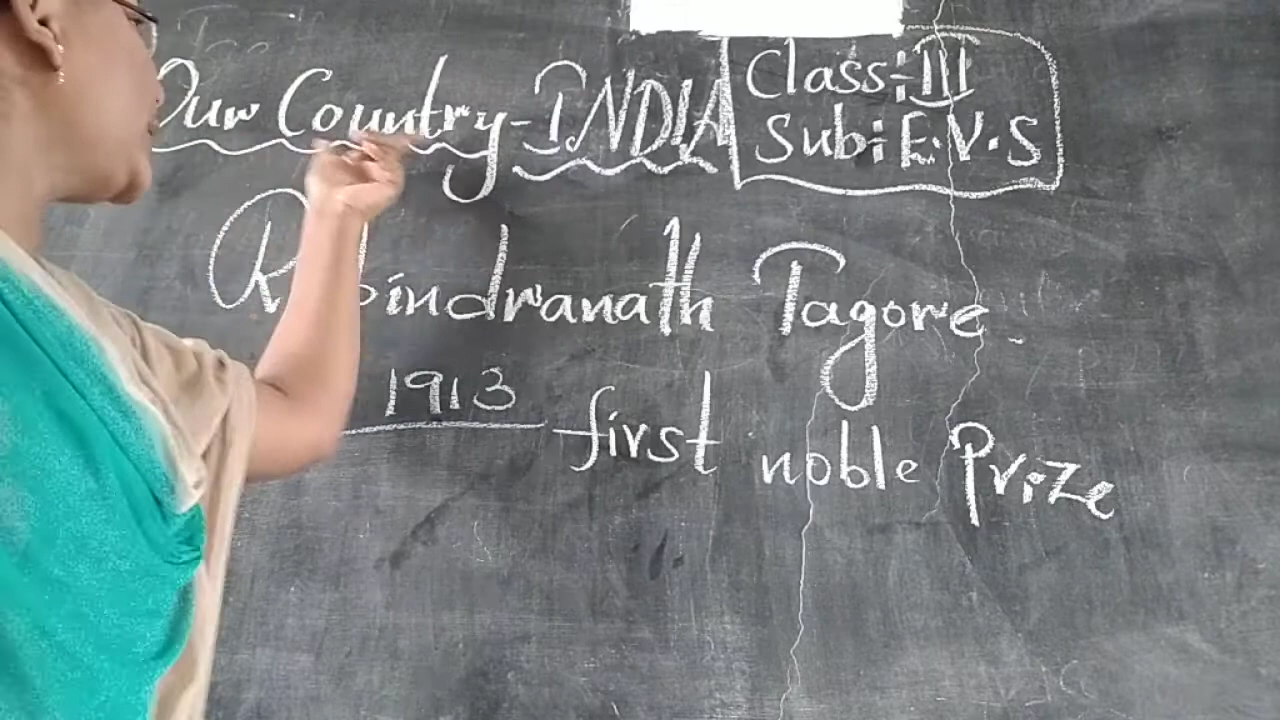 Our Country - INDIA
Class: III
Sub: E.V.S
Rabindranath Tagore
1913 first noble Prize